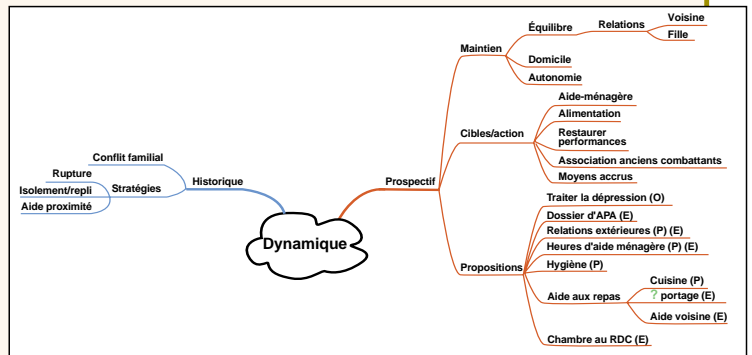 Voisine
Équilibre
Relations
Fille
Maintien
Domicile
Autonomie
Aide-ménagère
Alimentation
Cibles/action
Restaurer
performances
Association anciens combattants
Moyens accrus
Conflit familial
Rupture
Isolement/repli
Stratégies
Historique
Aide proximité
Prospectif
Dynamique
Traiter la dépression (O)
Dossier d'APA (E)
Relations extérieures (P) (E)
Heures d'aide ménagère (P) (E)
Propositions
Hygiène (P)
Cuisine (P)
Aide aux repas
? portage (E)
Aide voisine (E)
Chambre au RDC (E)